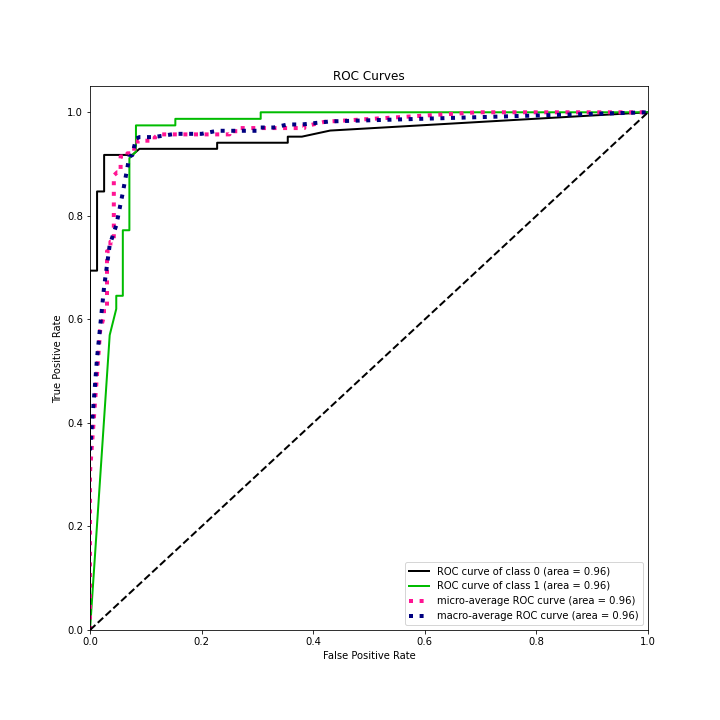 ROC Curves
True Positive Rate
1.0
0.8
0.6
0.4
0.2
0.0
0.0 0.2 0.4 0.6 0.8 1.0
False Positive Rate
ROC curve of class 0 (area = 0.96)
ROC curve of class 1 (area = 0.96)
micro-average ROC curve (area = 0.96)
macro-average ROC curve (area = 0.96)